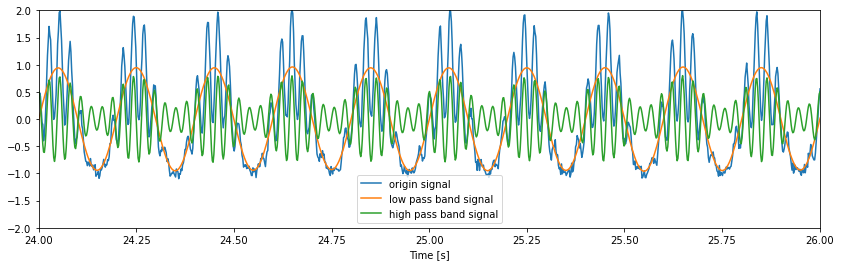 2.0
1.5
1.0
0.5
0.0
−0.5
−1.0
−1.5
−2.0
origin signal
low pass band signal
high pass band signal
24.00 24.25 24.50 24.75 25.00 25.25 25.50 25.75 26.00
Time [s]